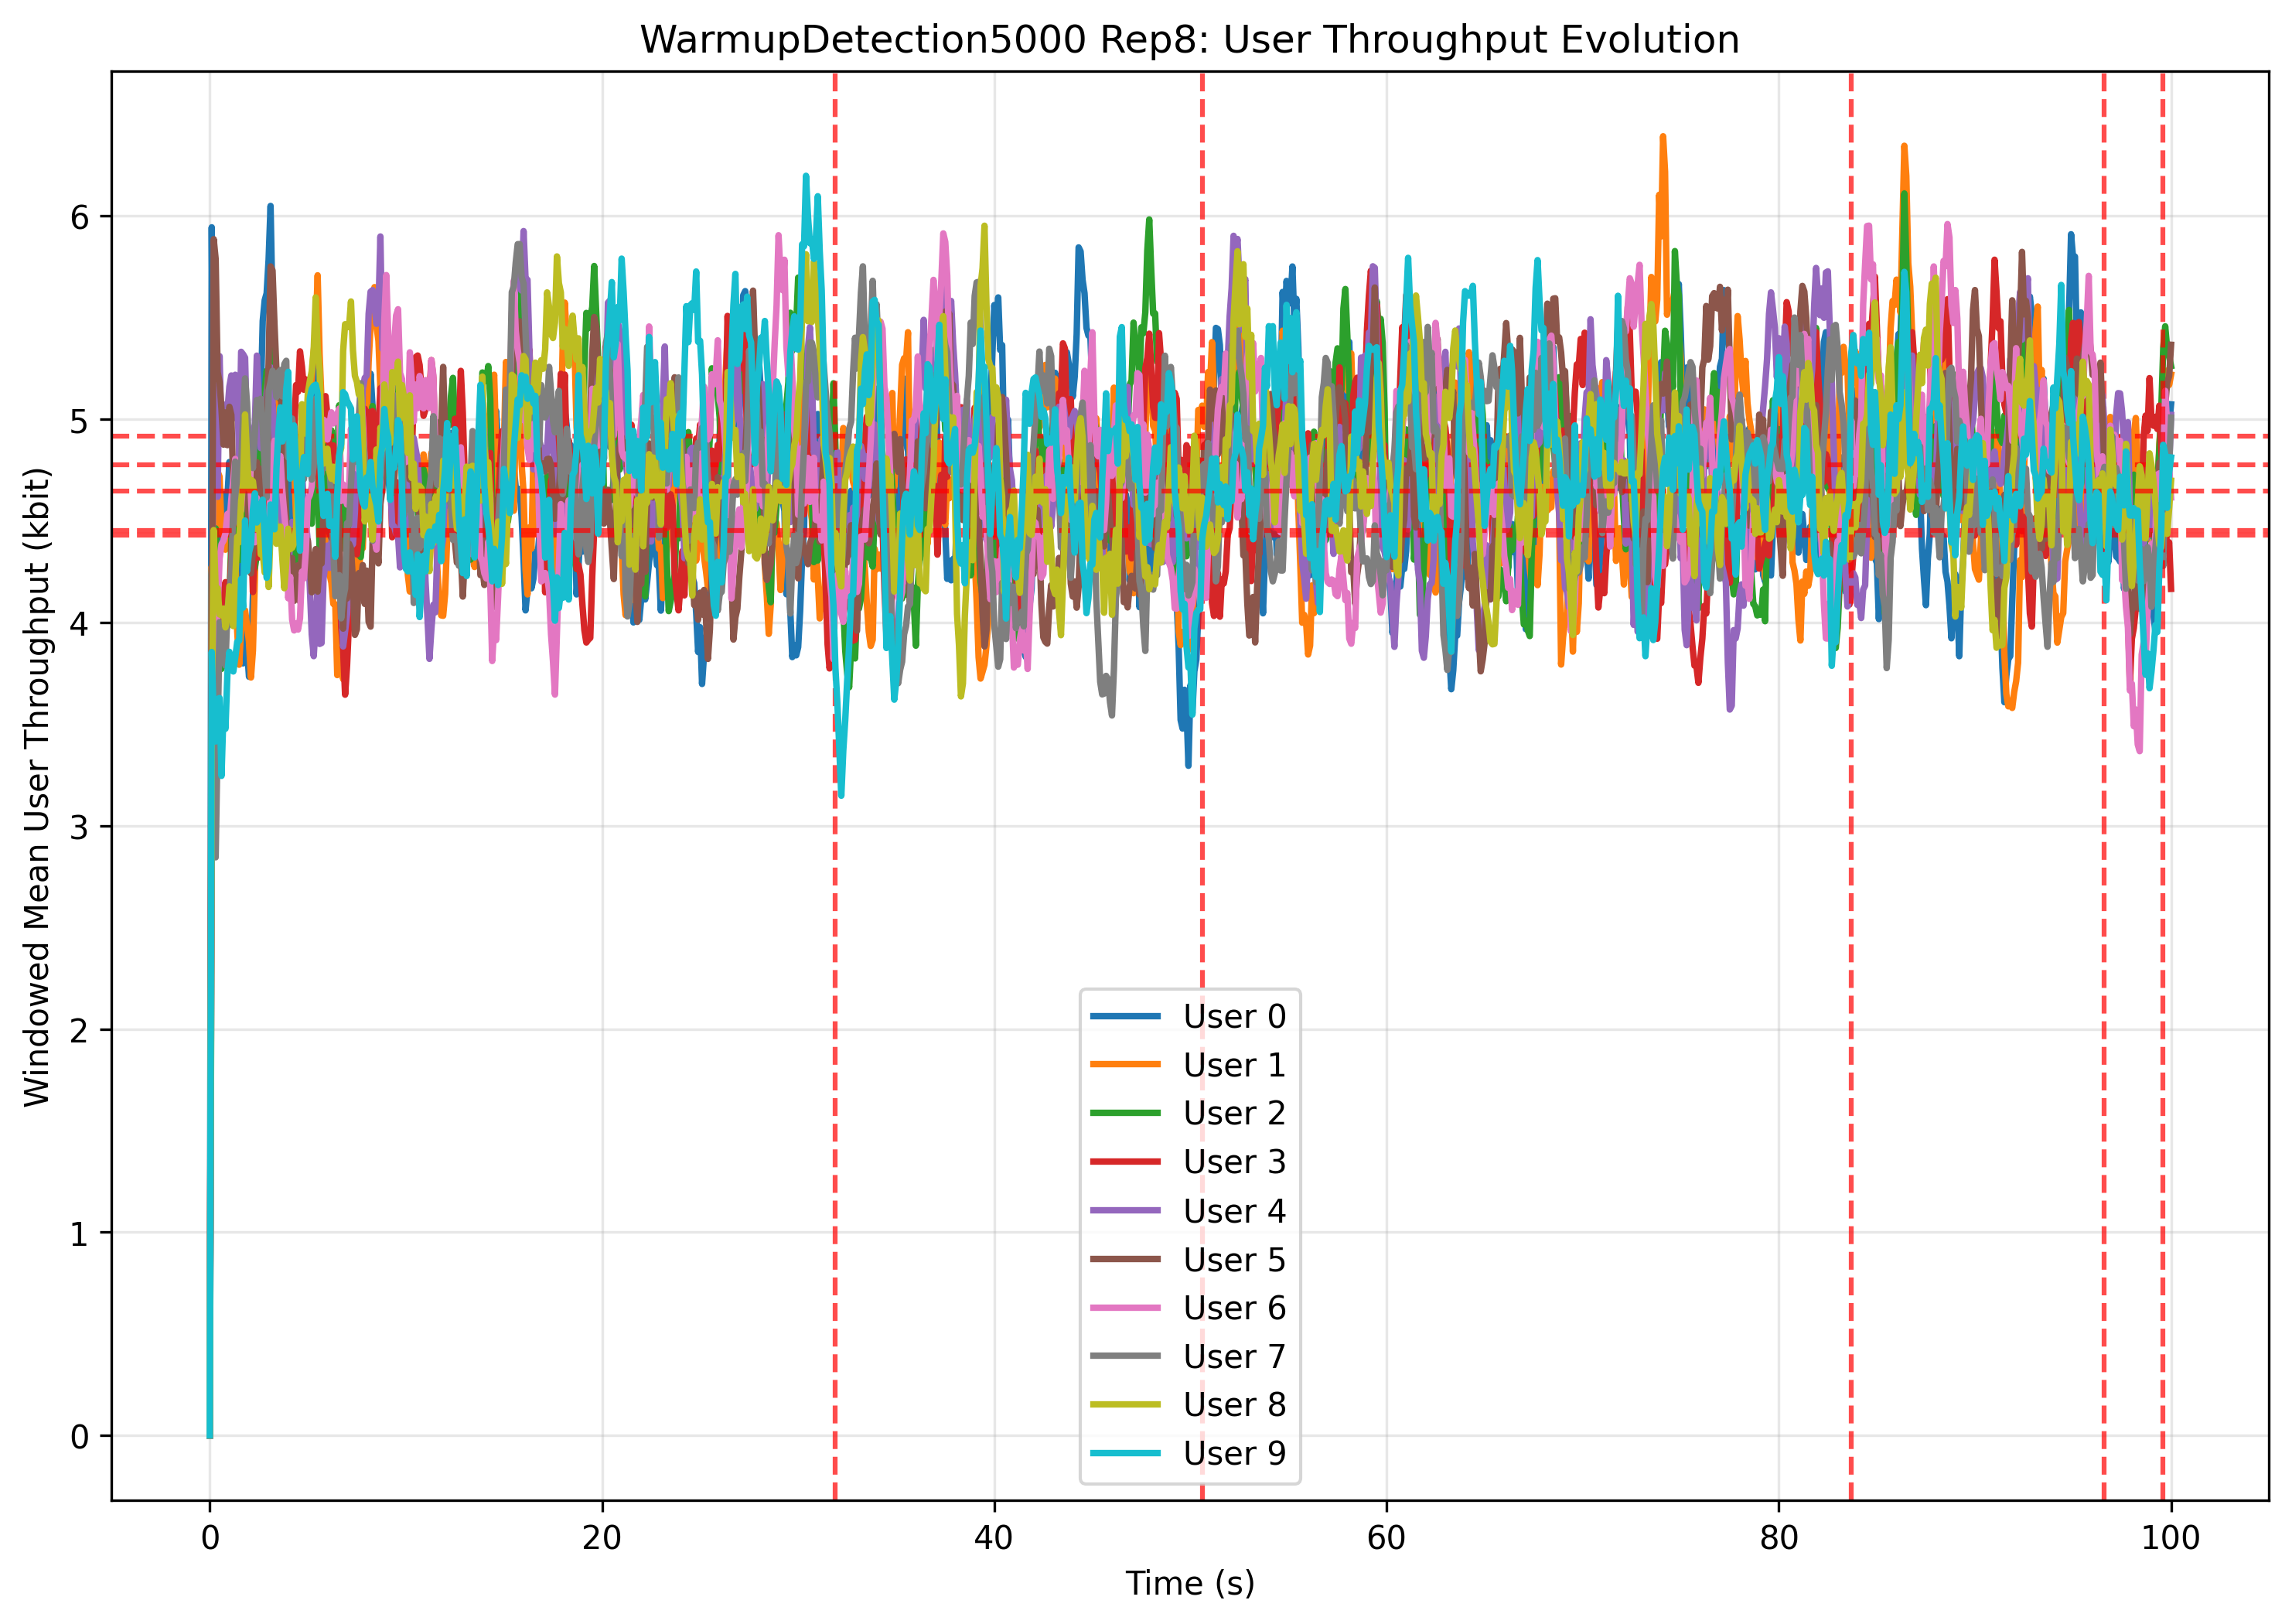 WarmupDetection5000 Rep8: User Throughput Evolution
Windowed Mean User Throughput (kbit)
6
5
4
3
2
1
0
User 0
User 1
User 2
User 3
User 4
User 5
User 6
User 7
User 8
User 9
0 20 40 60 80 100
Time (s)